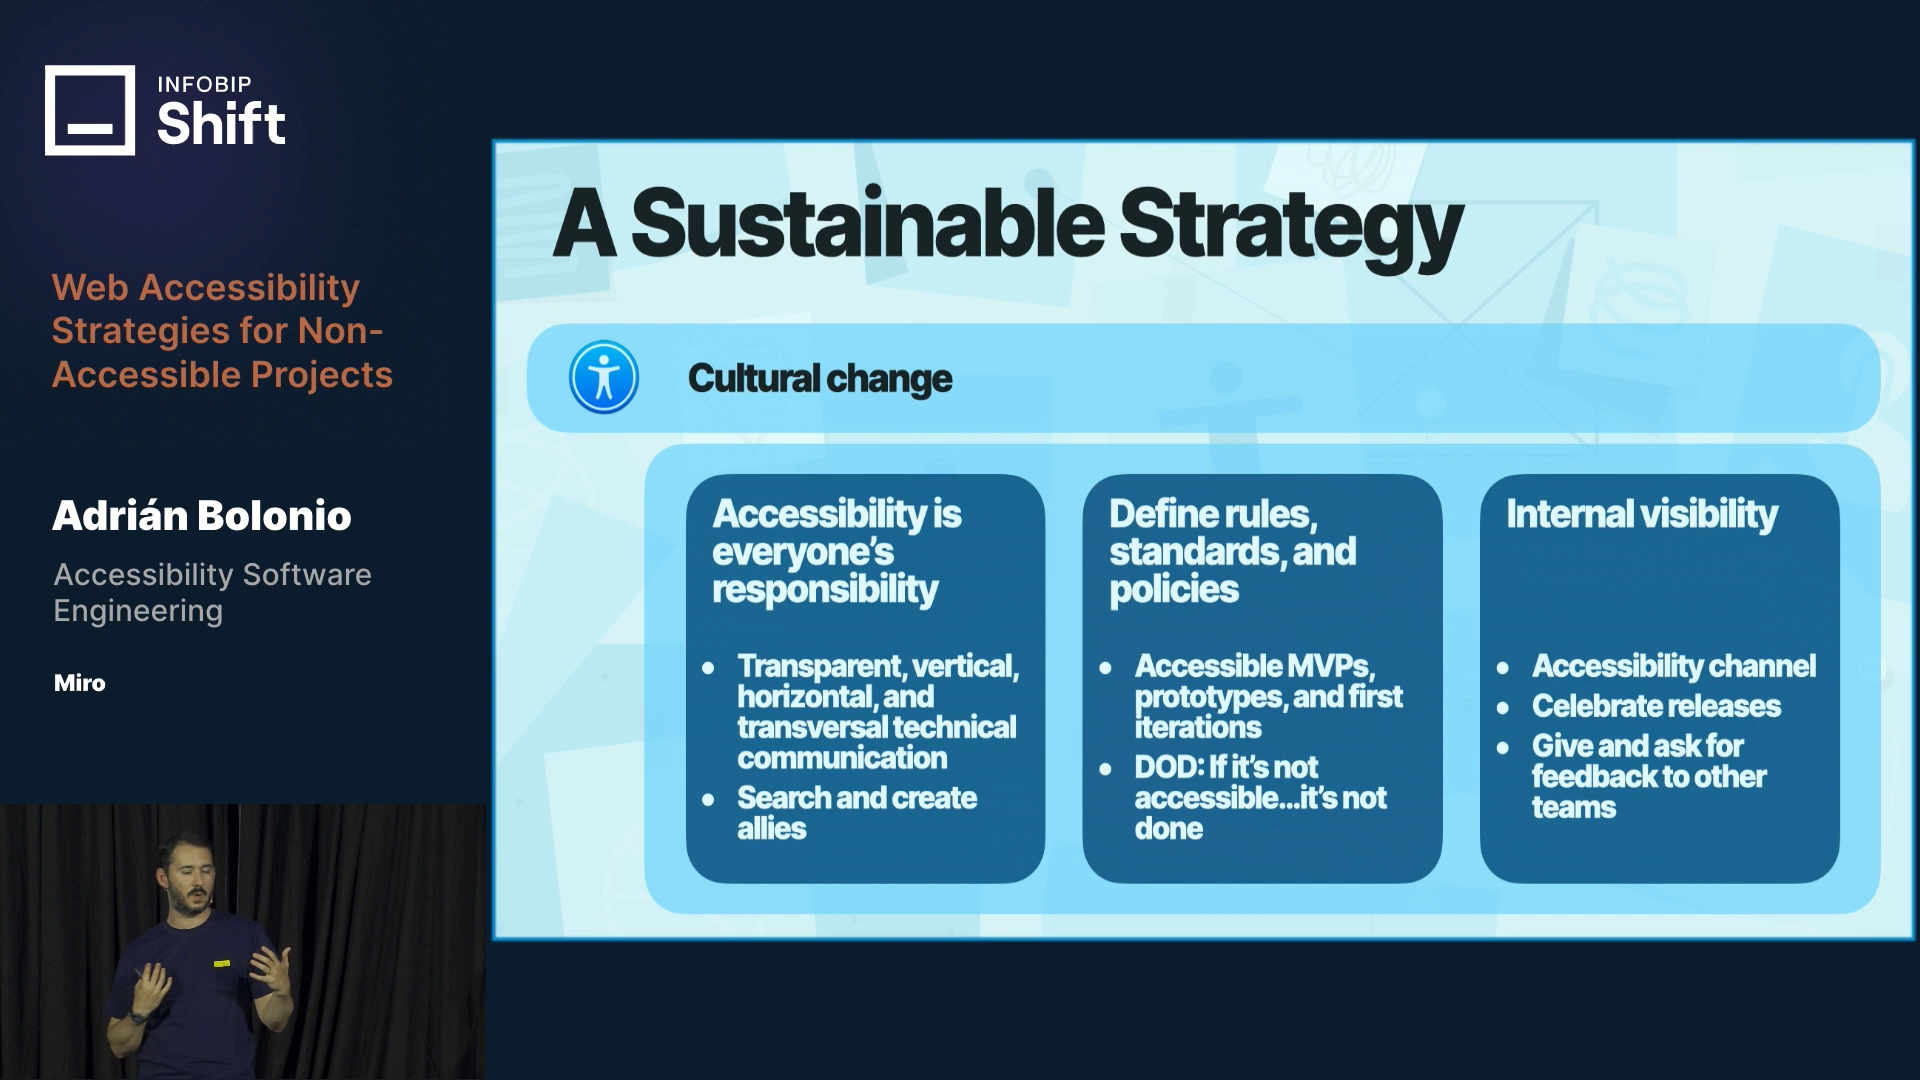 INFOBIP
Shift
Web Accessibility
Strategies for Non-
Accessible Projects
Adrián Bolonio
Accessibility Software
Engineering
Miro
A Sustainable Strategy
Cultural change
Accessibility is
everyone’s
responsibility
• Transparent, vertical,
horizontal, and
transversal technical
communication
• Search and create
allies
Define rules,
standards, and
policies
• Accessible MVPs,
prototypes, and first
iterations
• DOD: If it’s not
accessible...it’s not
done
Internal visibility
• Accessibility channel
• Celebrate releases
• Give and ask for
feedback to other
teams